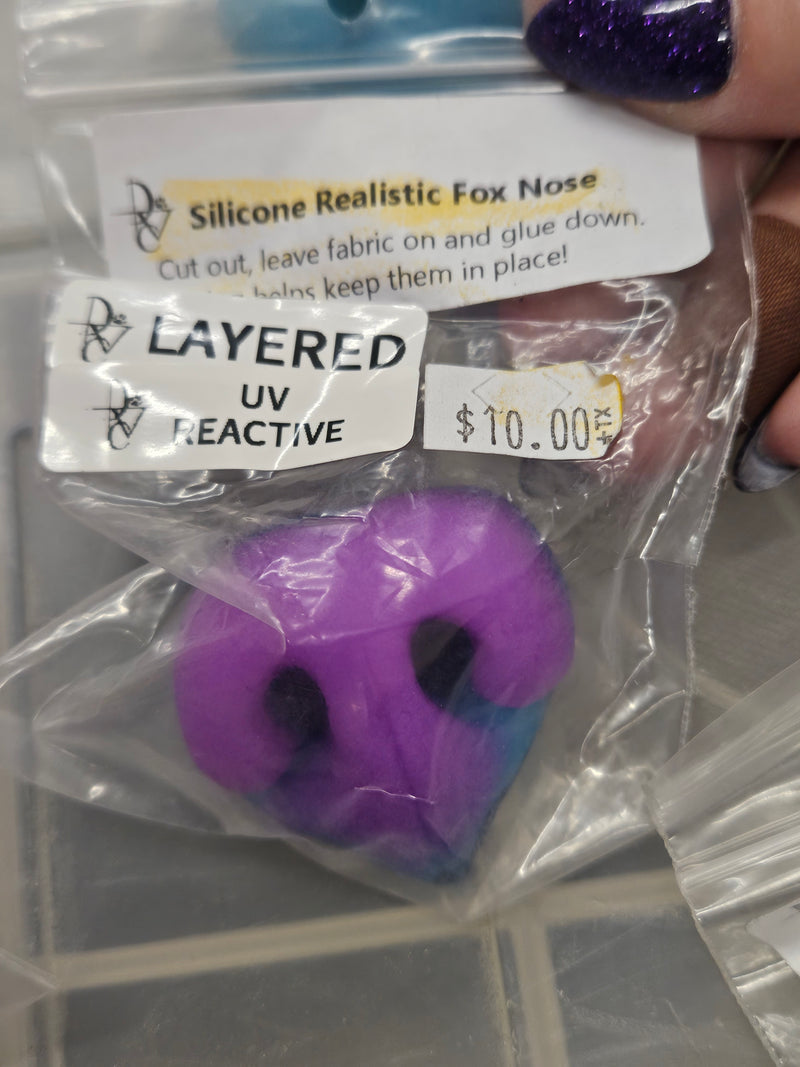 Silicone Realistic Fox Nose
Cut out, leave fabric on and glue down.
helps keep them in place!
LAYERED
UV
REACTIVE
$10.00+TX